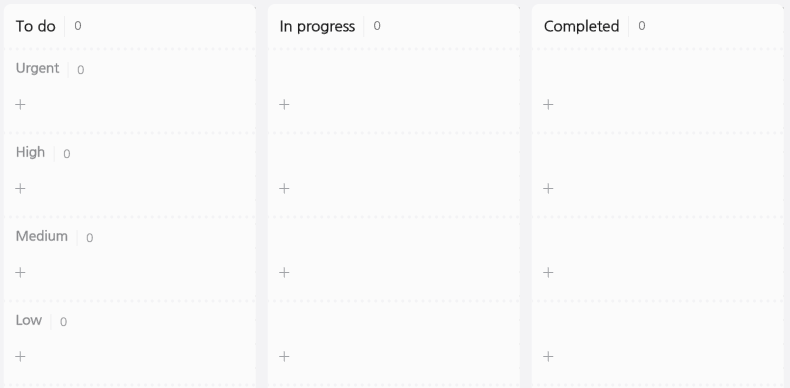 To do 0 In progress 0 Completed 0
Urgent 0
+ + +
High 0
+ + +
Medium 0
+ + +
Low 0
+ + +